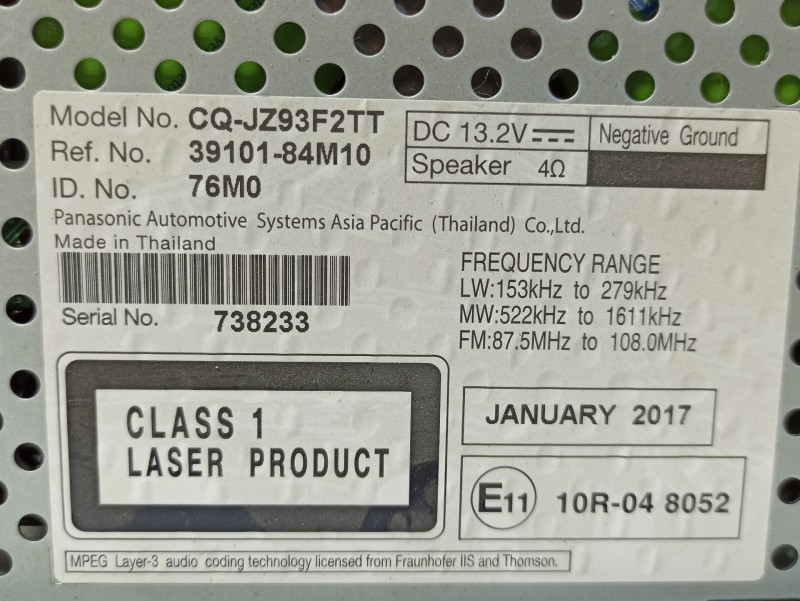 Model No. CQ-JZ93F2TT
Ref. No. 39101-84M10
ID. No. 76M0
DC 13.2V Negative Ground
Speaker 4Ω
Panasonic Automotive Systems Asia Pacific (Thailand) Co.,Ltd.
Made in Thailand
Serial No. 738233
FREQUENCY RANGE
LW:153kHz to 279kHz
MW:522kHz to 1611kHz
FM:87.5MHz to 108.0MHz
CLASS 1
LASER PRODUCT
JANUARY 2017
E11 10R-04 8052
MPEG Layer-3 audio coding technology licensed from Fraunhofer IIS and Thomson.